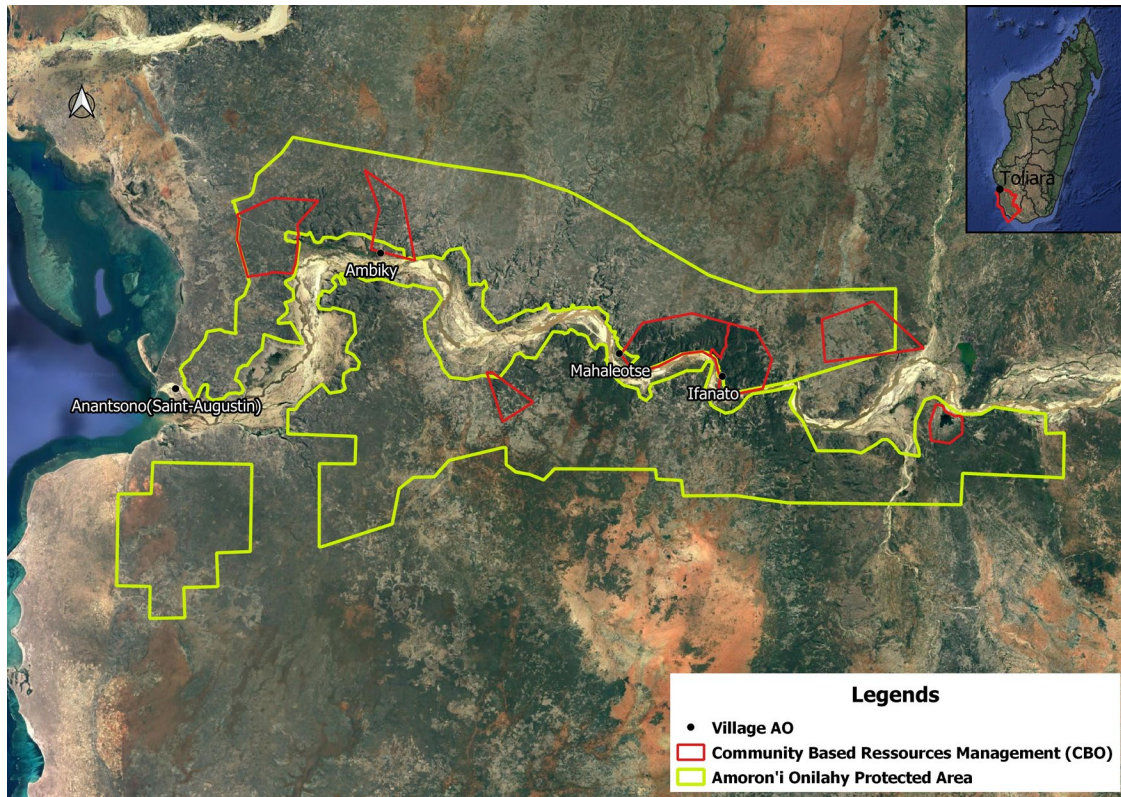 Toliara
Ambiky
Mahaleotse
Ifanato
Anantsono(Saint-Augustin)
Legends
Village AO
Community Based Ressources Management (CBO)
Amoron'i Onilahy Protected Area